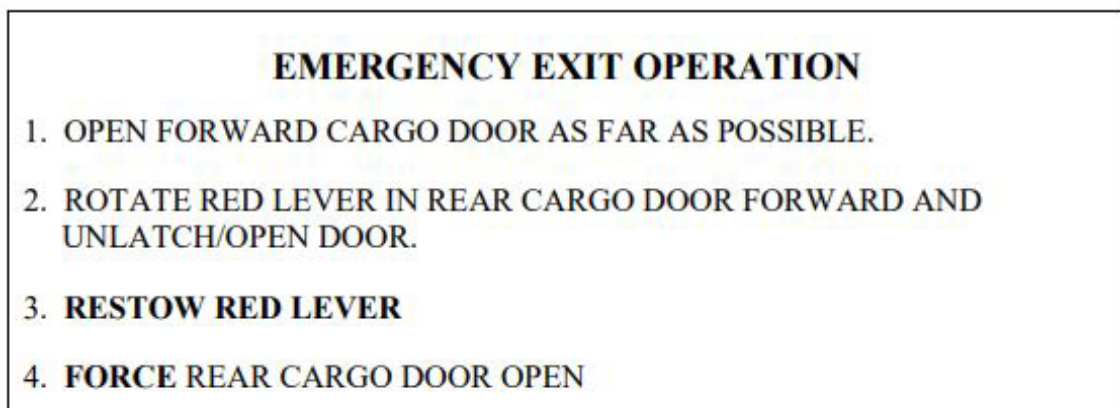 EMERGENCY EXIT OPERATION
1. OPEN FORWARD CARGO DOOR AS FAR AS POSSIBLE.
2. ROTATE RED LEVER IN REAR CARGO DOOR FORWARD AND
UNLATCH/OPEN DOOR.
3. RESTOW RED LEVER
4. FORCE REAR CARGO DOOR OPEN